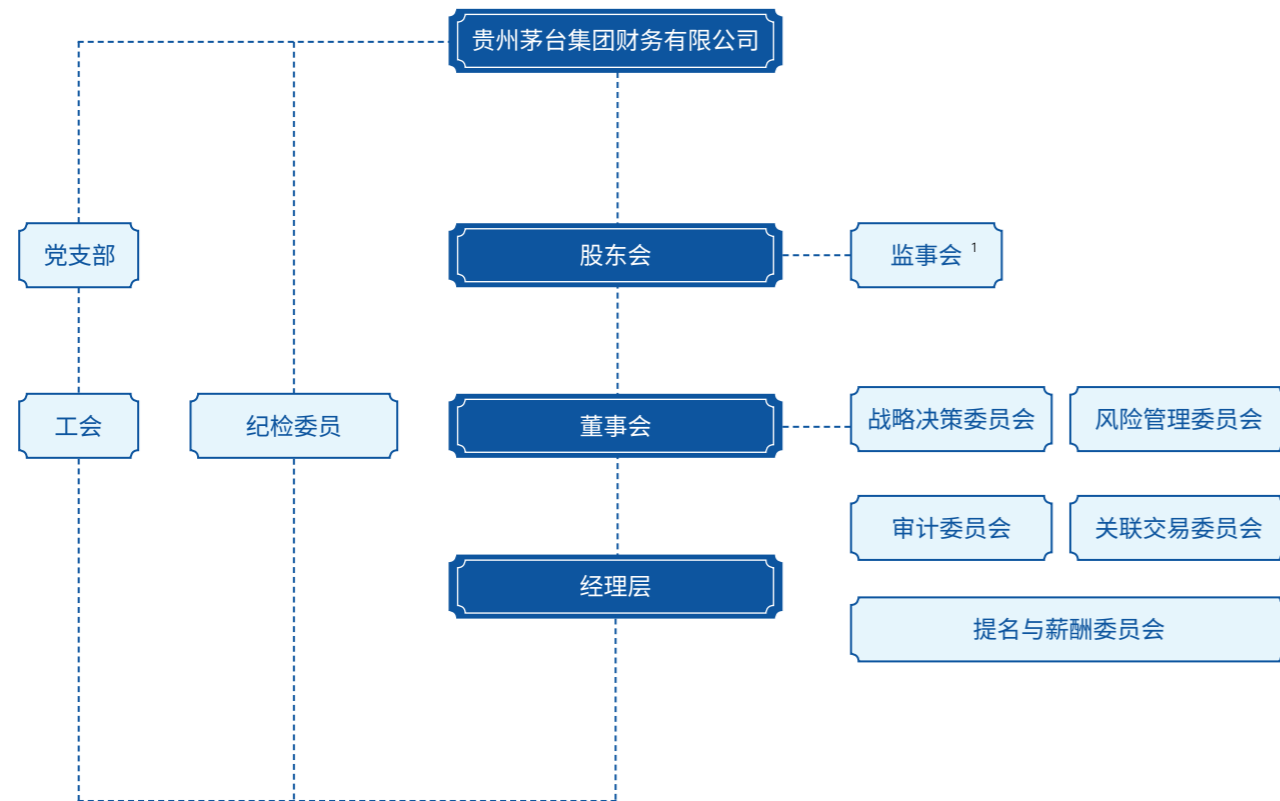 贵州茅台集团财务有限公司
党支部
股东会
监事会 1
工会
纪检委员
董事会
战略决策委员会
风险管理委员会
审计委员会
关联交易委员会
经理层
提名与薪酬委员会